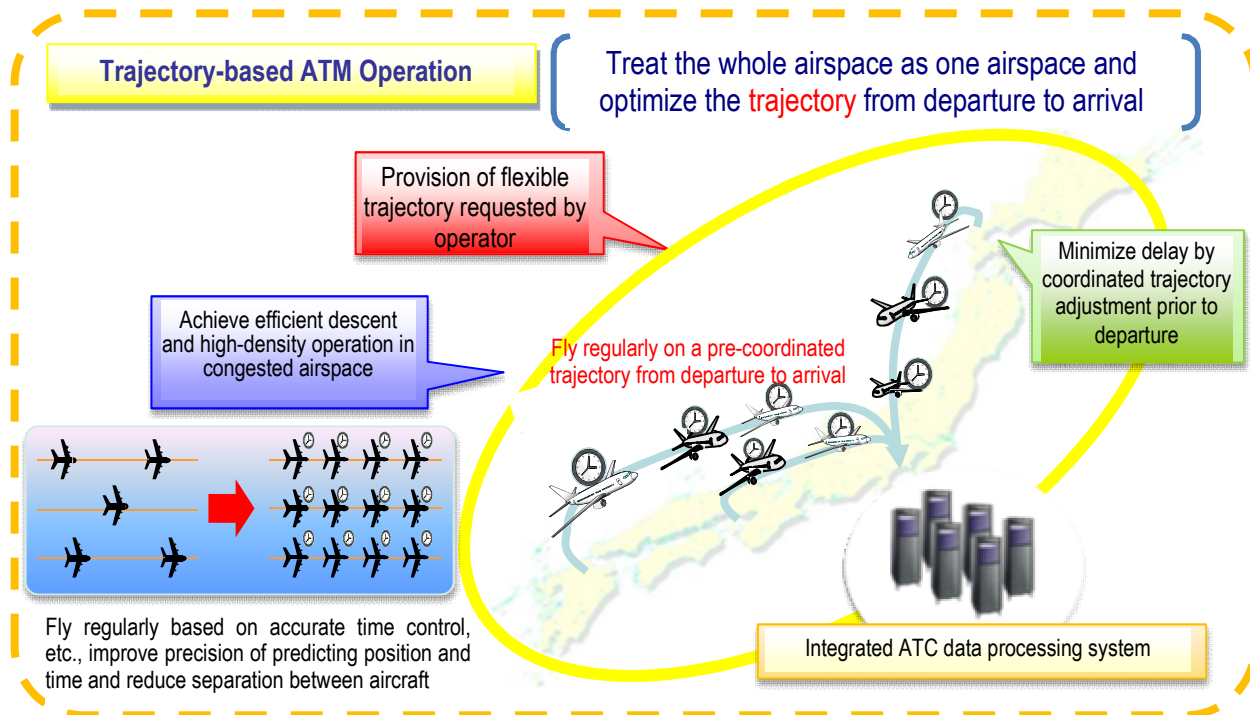 Trajectory-based ATM Operation
Treat the whole airspace as one airspace and
optimize the trajectory from departure to arrival
Provision of flexible
trajectory requested by
operator
Minimize delay by
coordinated trajectory
adjustment prior to
departure
Achieve efficient descent
and high-density operation in
congested airspace
Fly regularly on a pre-coordinated
trajectory from departure to arrival
Fly regularly based on accurate time control,
etc., improve precision of predicting position and
time and reduce separation between aircraft
Integrated ATC data processing system